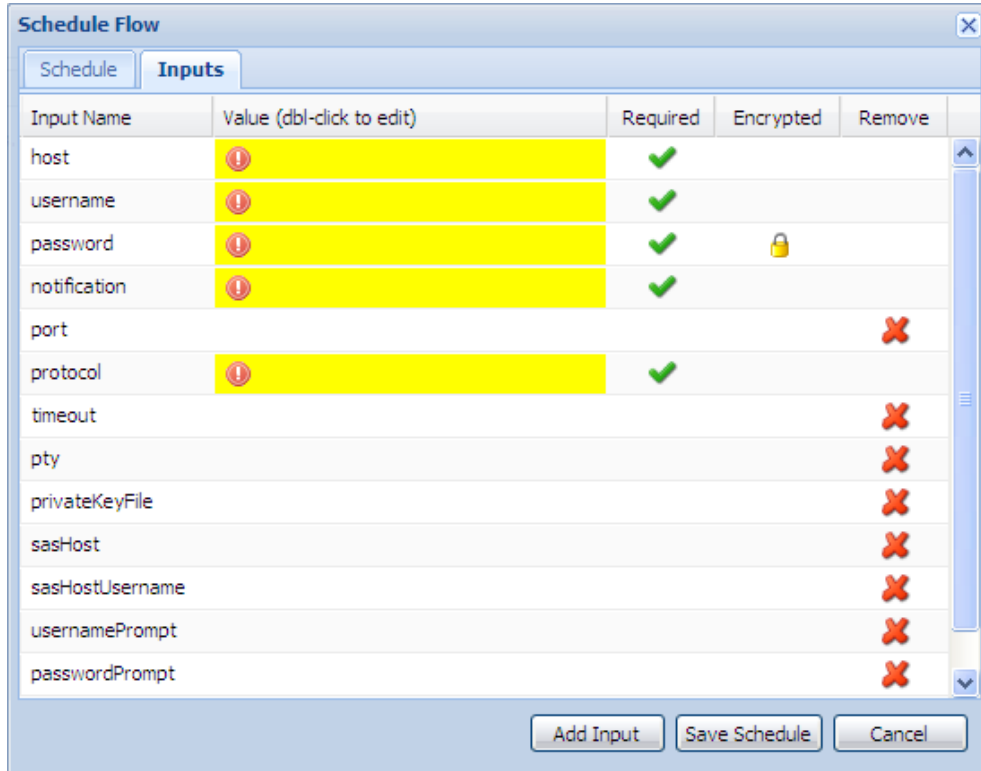 Schedule Flow
Schedule Inputs
Input Name Value (dbl-click to edit) Required Encrypted Remove
host
username
password
notification
port
protocol
timeout
pty
privateKeyFile
sasHost
sasHostUsername
usernamePrompt
passwordPrompt
Add Input Save Schedule Cancel